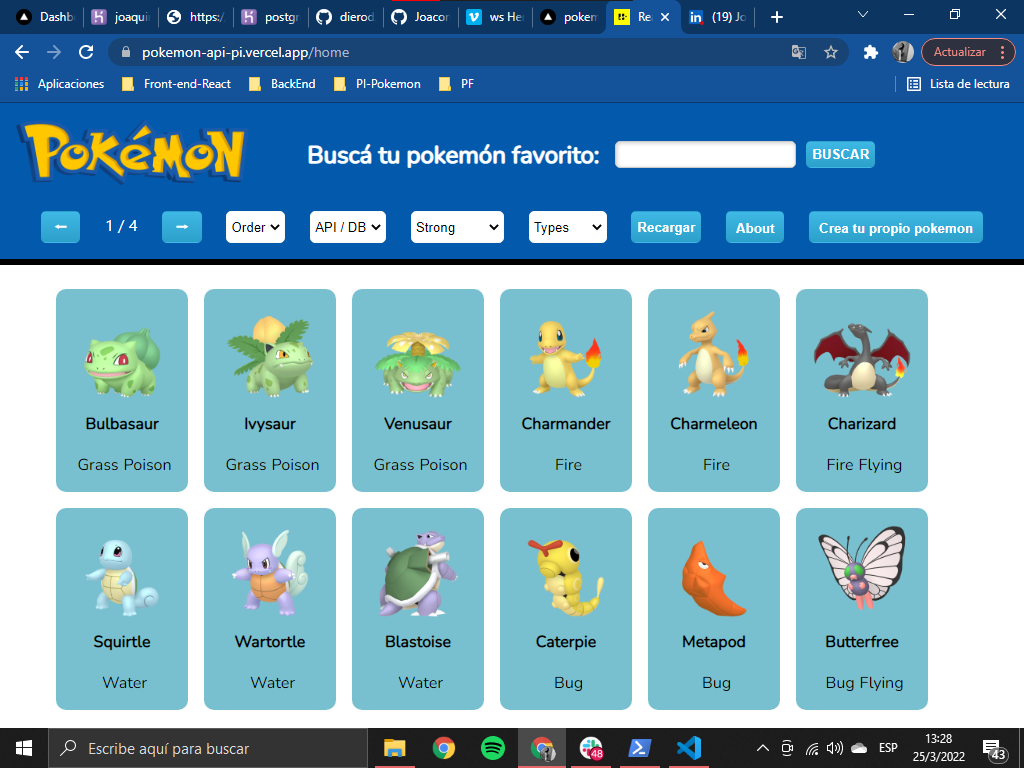 Dashb
joaqui
https:/
postgr
dierod
Joacor
ws He
pokem
Re
(19) Jo
pokemon-api-pi.vercel.app/home
Actualizar
Aplicaciones
Front-end-React
BackEnd
PI-Pokemon
PF
Lista de lectura
POKéMON
Buscá tu pokemón favorito:
BUSCAR
←
1 / 4
→
Order
API / DB
Strong
Types
Recargar
About
Crea tu propio pokemon
Bulbasaur
Ivysaur
Venusaur
Charmander
Charmeleon
Charizard
Grass Poison
Grass Poison
Grass Poison
Fire
Fire
Fire Flying
Squirtle
Wartortle
Blastoise
Caterpie
Metapod
Butterfree
Water
Water
Water
Bug
Bug
Bug Flying
Escribe aquí para buscar
48
ESP
13:28
25/3/2022
43